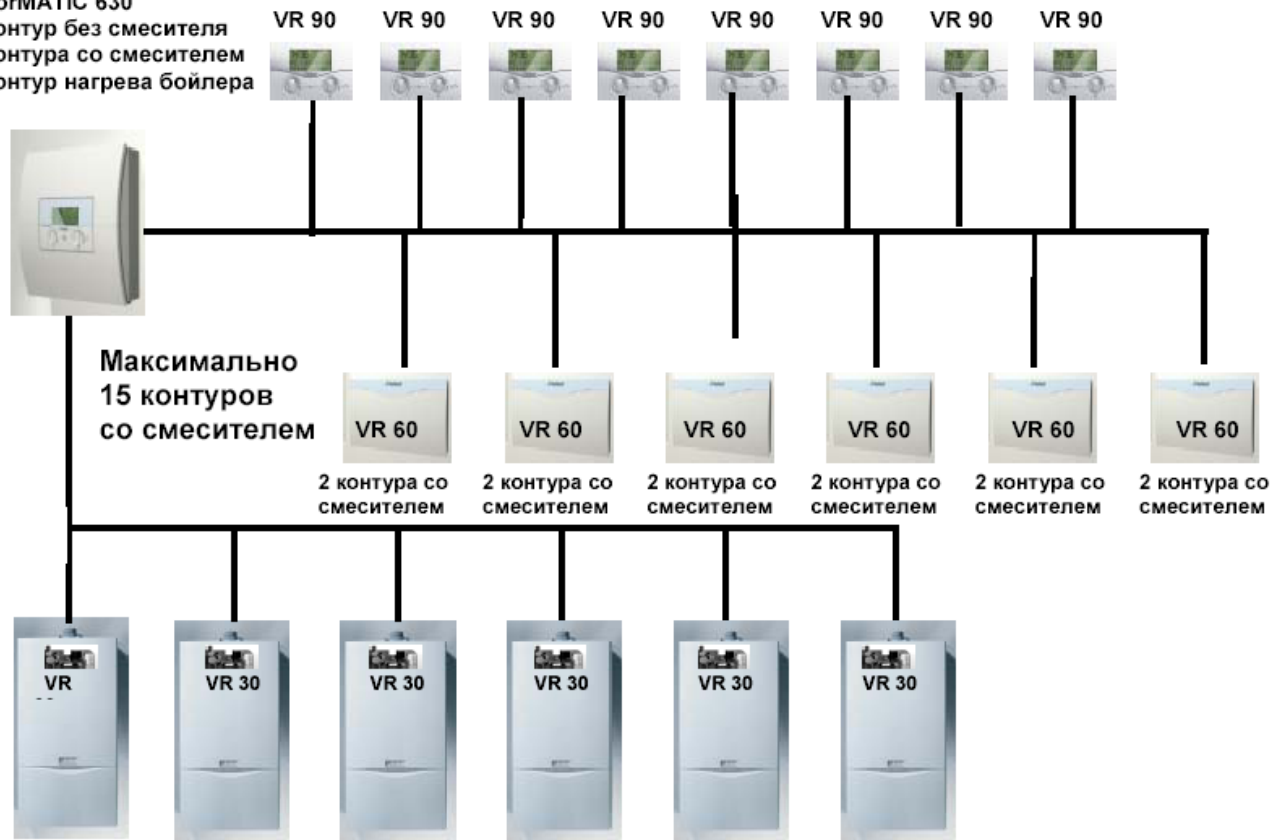 orMATIC 630
онтур без смесителя
онтура со смесителем
онтур нагрева бойлера
VR 90
VR 90
VR 90
VR 90
VR 90
VR 90
VR 90
VR 90
Максимально
15 контуров
со смесителем
VR 60
VR 60
VR 60
VR 60
VR 60
VR 60
2 контура со
смесителем
2 контура со
смесителем
2 контура со
смесителем
2 контура со
смесителем
2 контура со
смесителем
2 контура со
смесителем
VR
VR 30
VR 30
VR 30
VR 30
VR 30